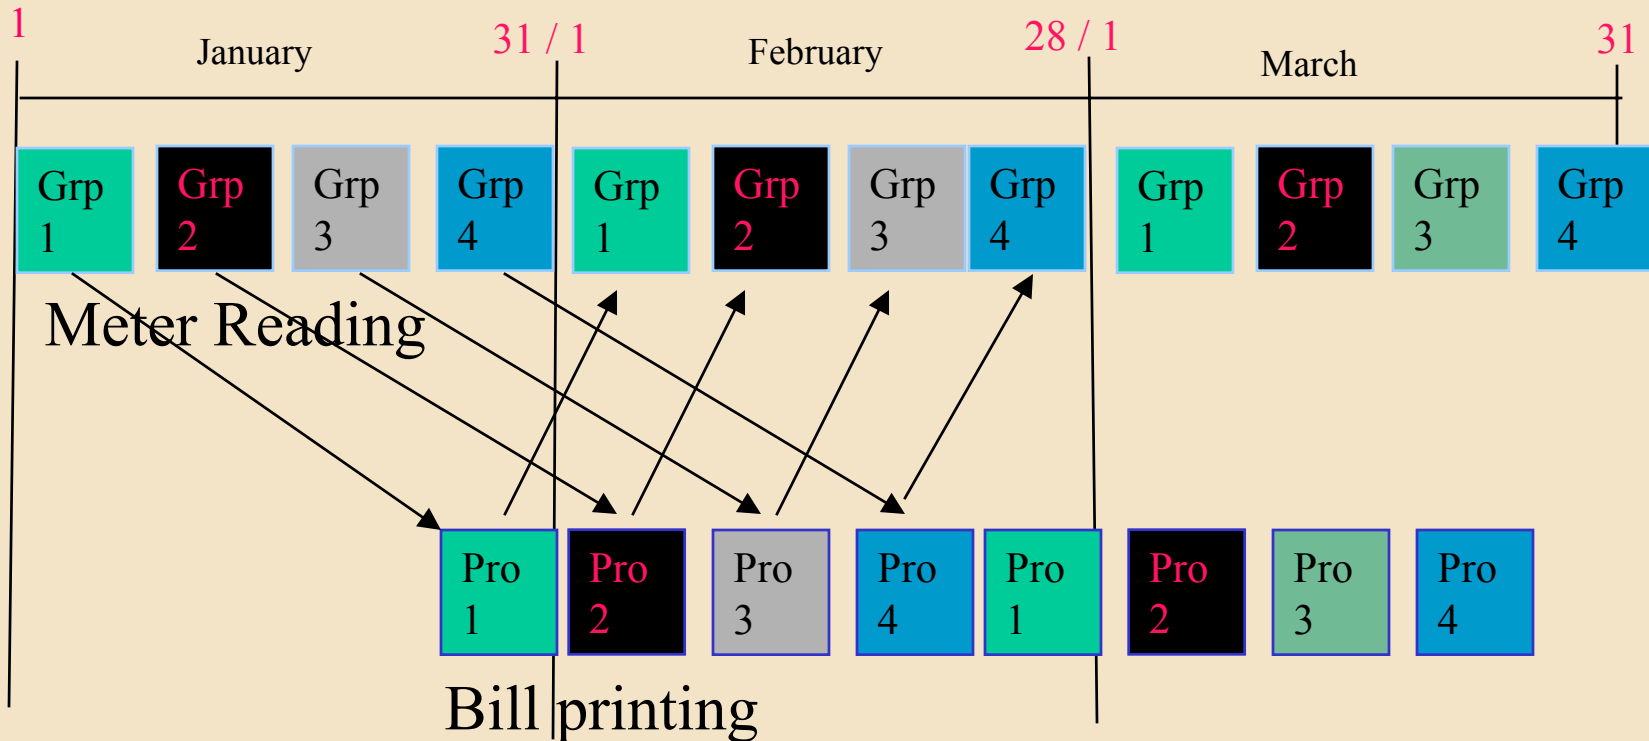 1
January
31 / 1
February
28 / 1
March
31
Grp
1
Grp
2
Grp
3
Grp
4
Grp
1
Grp
2
Grp
3
Grp
4
Grp
1
Grp
2
Grp
3
Grp
4
Meter Reading
Pro
1
Pro
2
Pro
3
Pro
4
Pro
1
Pro
2
Pro
3
Pro
4
Bill printing